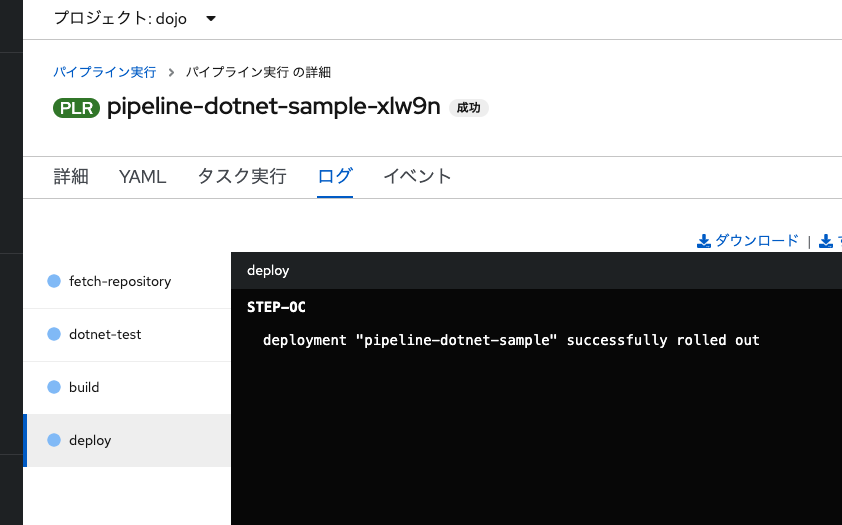 プロジェクト: dojo
パイプライン実行 > パイプライン実行 の詳細
PLR pipeline-dotnet-sample-xlw9n 成功
詳細 YAML タスク実行 ログ イベント
ダウンロード |
fetch-repository
dotnet-test
build
deploy
deploy
STEP-OC
deployment "pipeline-dotnet-sample" successfully rolled out